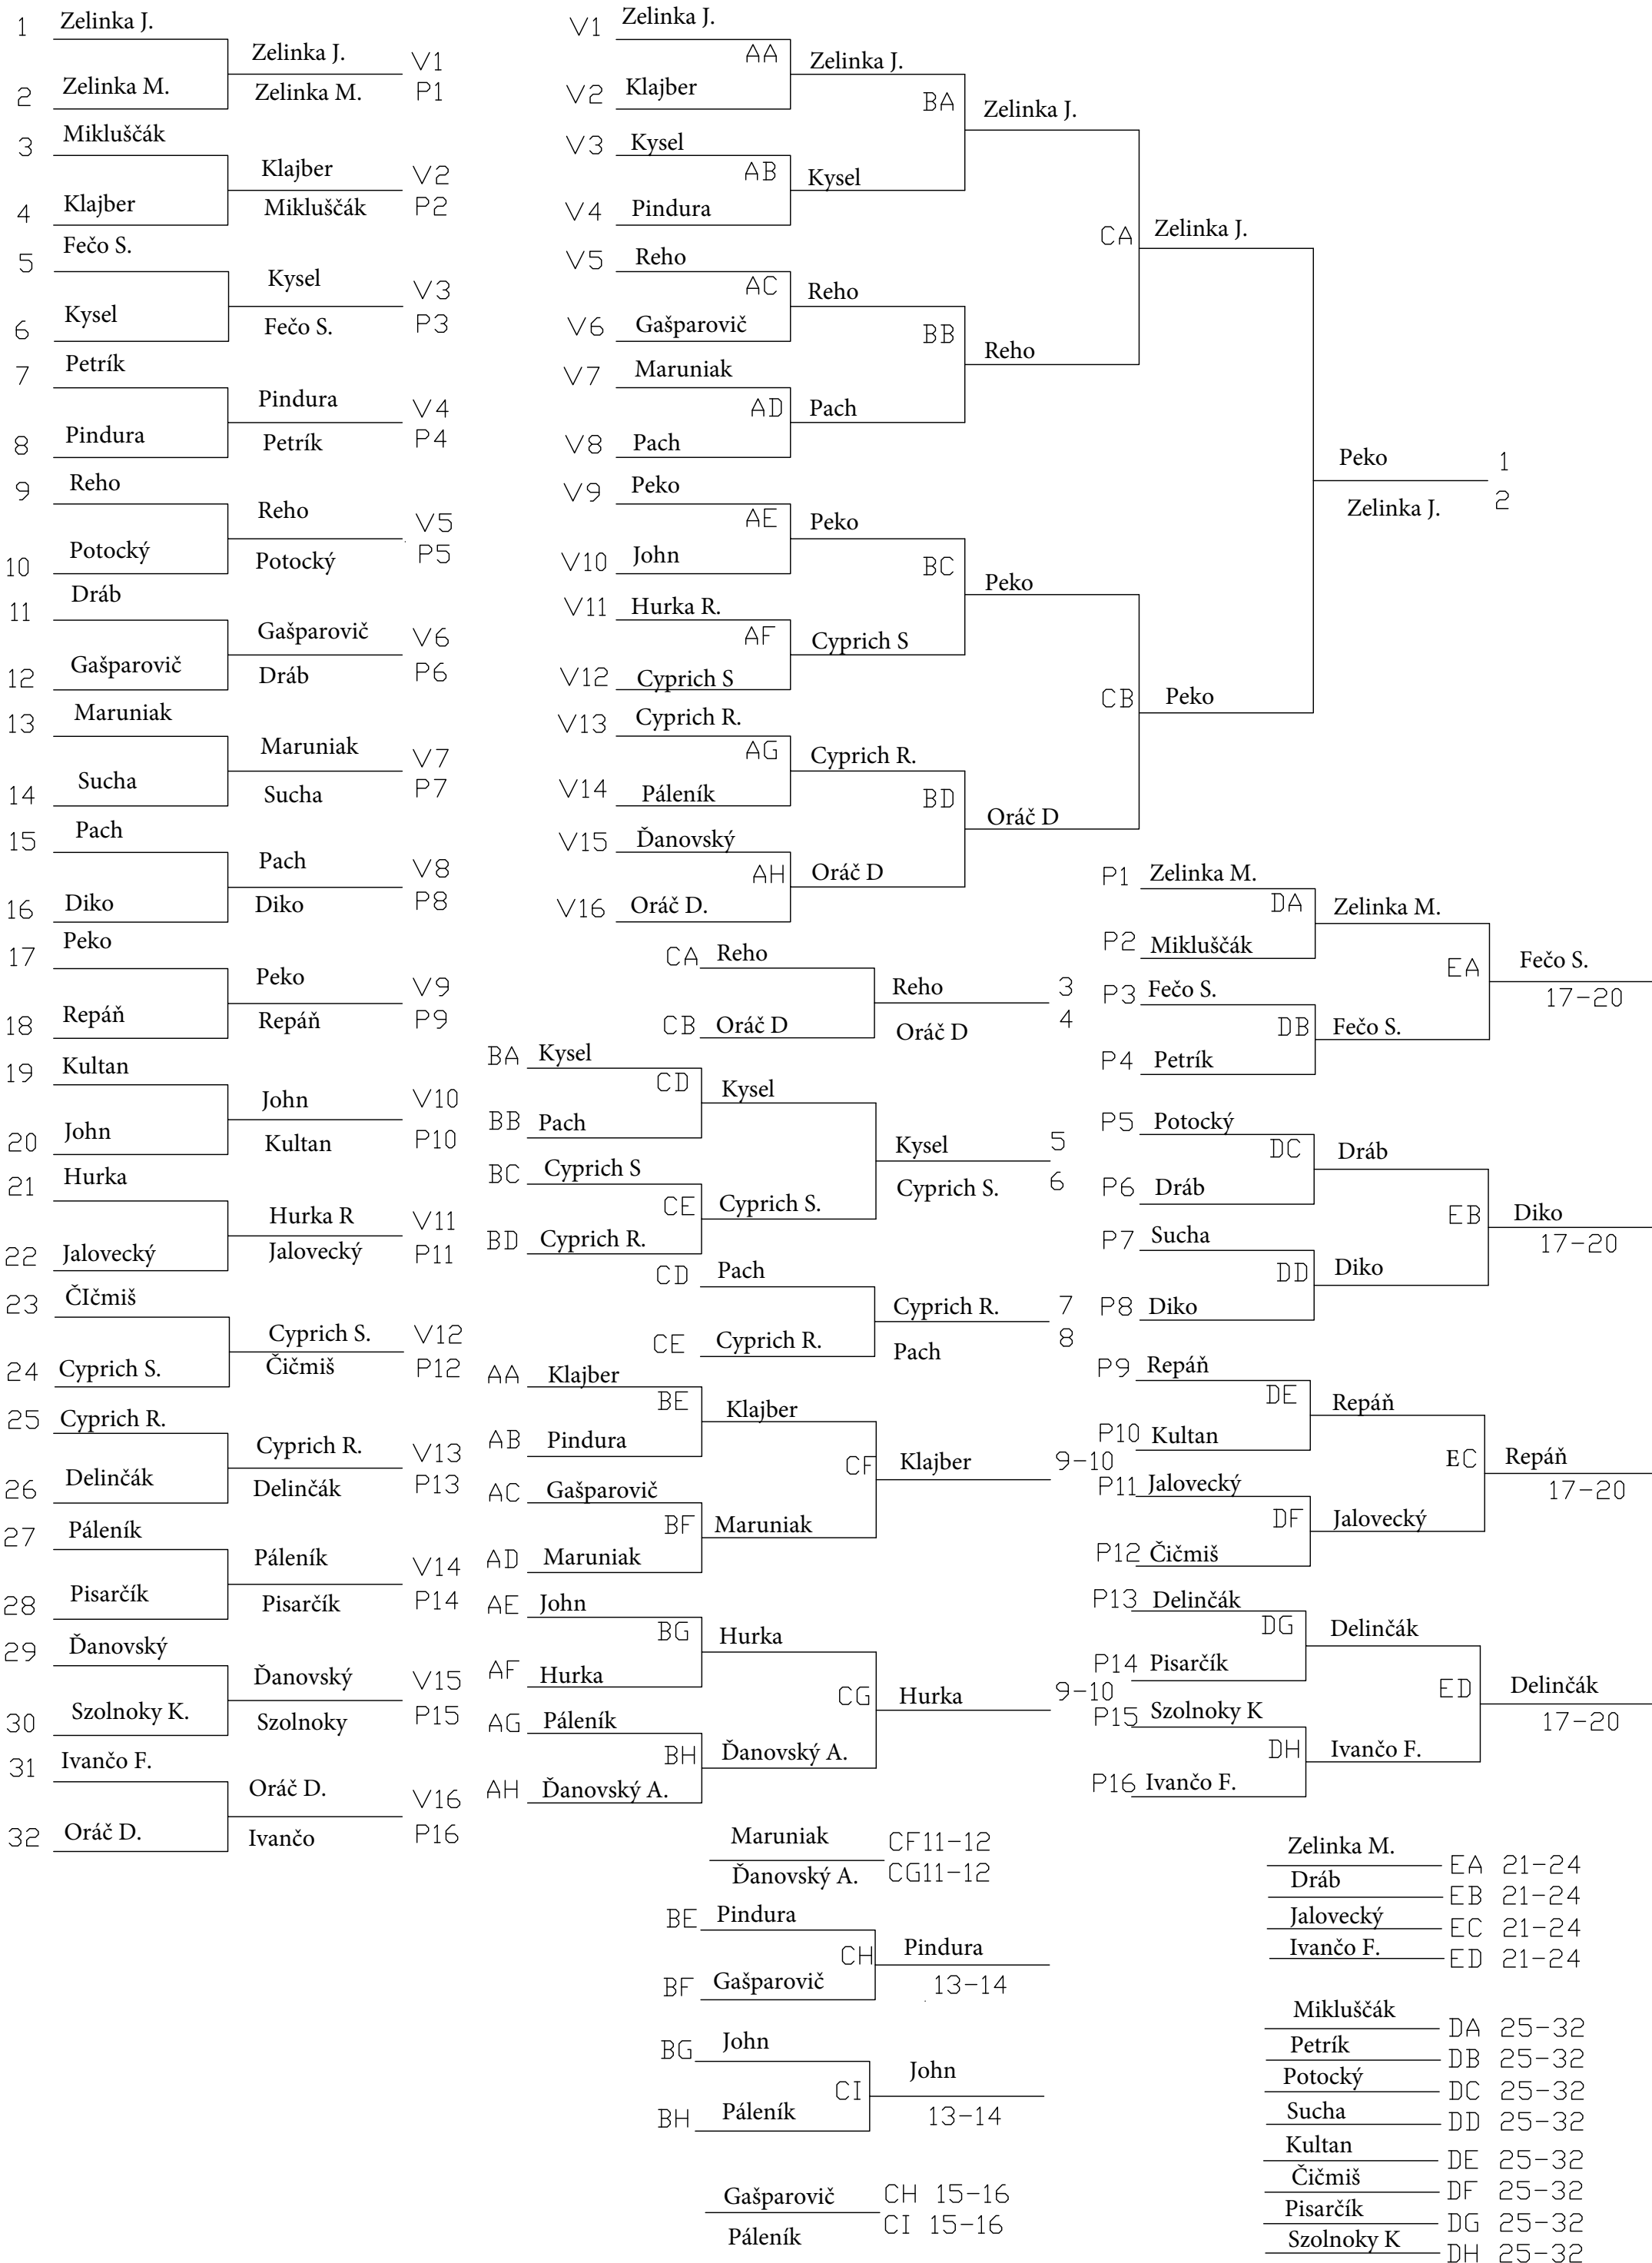 1 Zelinka J.
2 Zelinka M.
Zelinka J. V1
Zelinka M. P1
3 Mikluščák
4 Klajber
Klajber V2
Mikluščák P2
5 Fečo S.
6 Kysel
Kysel V3
Fečo S. P3
7 Petrík
8 Pindura
Pindura V4
Petrík P4
9 Reho
10 Potocký
Reho V5
Potocký P5
11 Dráb
12 Gašparovič
Gašparovič V6
Dráb P6
13 Maruniak
14 Sucha
Maruniak V7
Sucha P7
15 Pach
16 Diko
Pach V8
Diko P8
17 Peko
18 Repáň
Peko V9
Repáň P9
19 Kultan
20 John
John V10
Kultan P10
21 Hurka
22 Jalovecký
Hurka R V11
Jalovecký P11
23 ČIčmiš
24 Cyprich S.
Cyprich S. V12
Čičmiš P12
25 Cyprich R.
26 Delinčák
Cyprich R. V13
Delinčák P13
27 Páleník
28 Pisarčík
Páleník V14
Pisarčík P14
29 Ďanovský
30 Szolnoky K.
Ďanovský V15
Szolnoky P15
31 Ivančo F.
32 Oráč D.
Oráč D. V16
Ivančo P16
V1 Zelinka J.
AA
V2 Klajber
Zelinka J.
V3 Kysel
AB
V4 Pindura
Kysel
BA
Zelinka J.
V5 Reho
AC
V6 Gašparovič
Reho
V7 Maruniak
AD
V8 Pach
Pach
BB
Reho
CA
Zelinka J.
V9 Peko
AE
V10 John
Peko
V11 Hurka R.
AF
V12 Cyprich S
Cyprich S
BC
Peko
V13 Cyprich R.
AG
V14 Páleník
Cyprich R.
V15 Ďanovský
AH
V16 Oráč D.
Oráč D
BD
Oráč D
CB
Peko
Peko 1
Zelinka J. 2
CA Reho
CB Oráč D
Reho 3
Oráč D 4
BA Kysel
CD
BB Pach
Kysel
BC Cyprich S
CE
BD Cyprich R.
Cyprich S.
Kysel 5
Cyprich S. 6
CD Pach
CE Cyprich R.
Cyprich R. 7
Pach 8
AA Klajber
BE
AB Pindura
Klajber
AC Gašparovič
BF
AD Maruniak
Maruniak
CF
Klajber 9-10
AE John
BG
AF Hurka
Hurka
AG Páleník
BH
AH Ďanovský A.
Ďanovský A.
CG
Hurka 9-10
Maruniak CF11-12
Ďanovský A. CG11-12
BE Pindura
CH
BF Gašparovič
Pindura
13-14
BG John
CI
BH Páleník
John
13-14
Gašparovič CH 15-16
Páleník CI 15-16
P1 Zelinka M.
DA
P2 Mikluščák
Zelinka M.
P3 Fečo S.
DB
P4 Petrík
Fečo S.
EA
Fečo S.
17-20
P5 Potocký
DC
P6 Dráb
Dráb
P7 Sucha
DD
P8 Diko
Diko
EB
Diko
17-20
P9 Repáň
DE
P10 Kultan
Repáň
P11 Jalovecký
DF
P12 Čičmiš
Jalovecký
EC
Repáň
17-20
P13 Delinčák
DG
P14 Pisarčík
Delinčák
P15 Szolnoky K
DH
P16 Ivančo F.
Ivančo F.
ED
Delinčák
17-20
Zelinka M. EA 21-24
Dráb EB 21-24
Jalovecký EC 21-24
Ivančo F. ED 21-24
Mikluščák DA 25-32
Petrík DB 25-32
Potocký DC 25-32
Sucha DD 25-32
Kultan DE 25-32
Čičmiš DF 25-32
Pisarčík DG 25-32
Szolnoky K DH 25-32